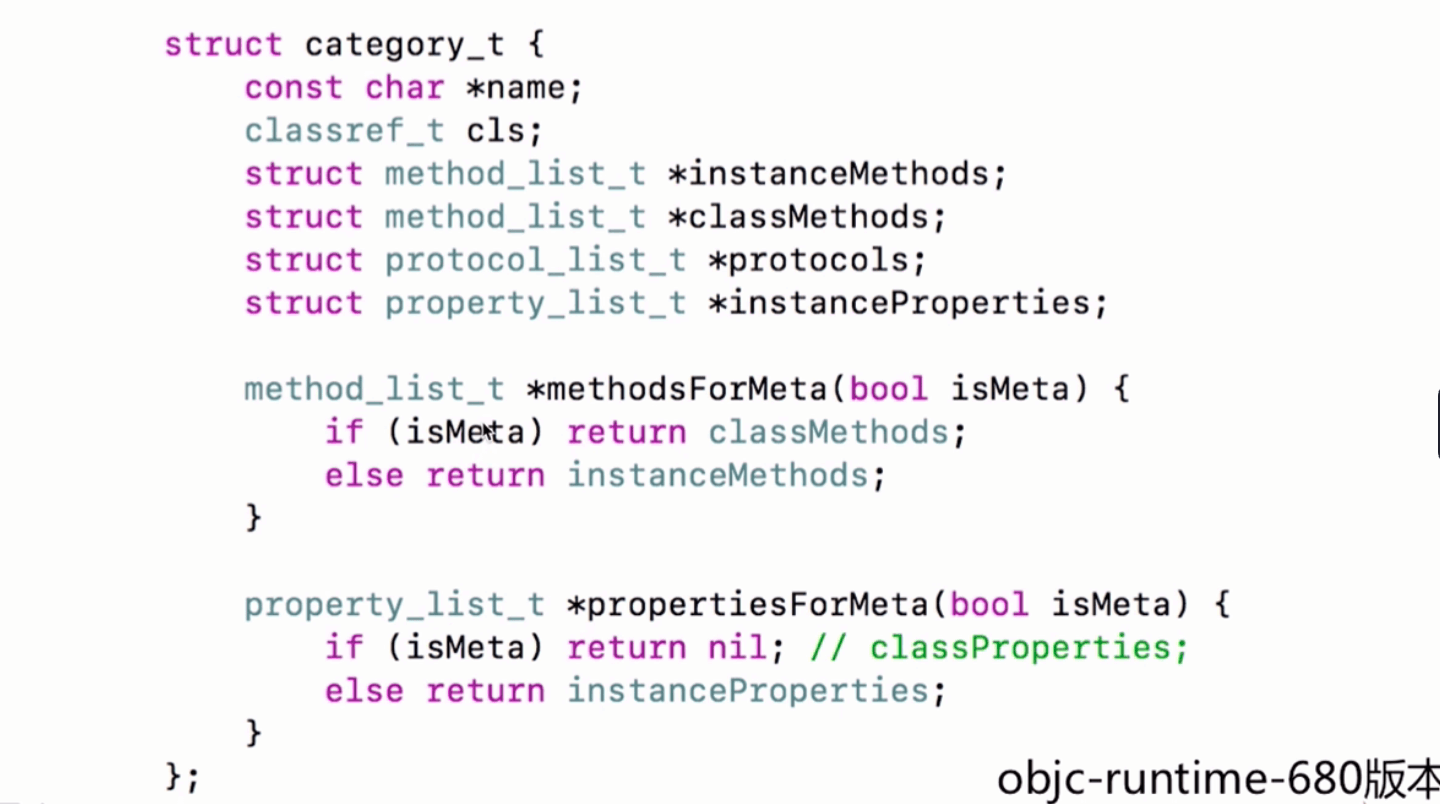 struct category_t {
const char *name;
classref_t cls;
struct method_list_t *instanceMethods;
struct method_list_t *classMethods;
struct protocol_list_t *protocols;
struct property_list_t *instanceProperties;
method_list_t *methodsForMeta(bool isMeta) {
if (isMeta) return classMethods;
else return instanceMethods;
}
property_list_t *propertiesForMeta(bool isMeta) {
if (isMeta) return nil; // classProperties;
else return instanceProperties;
}
};
objc-runtime-680版本